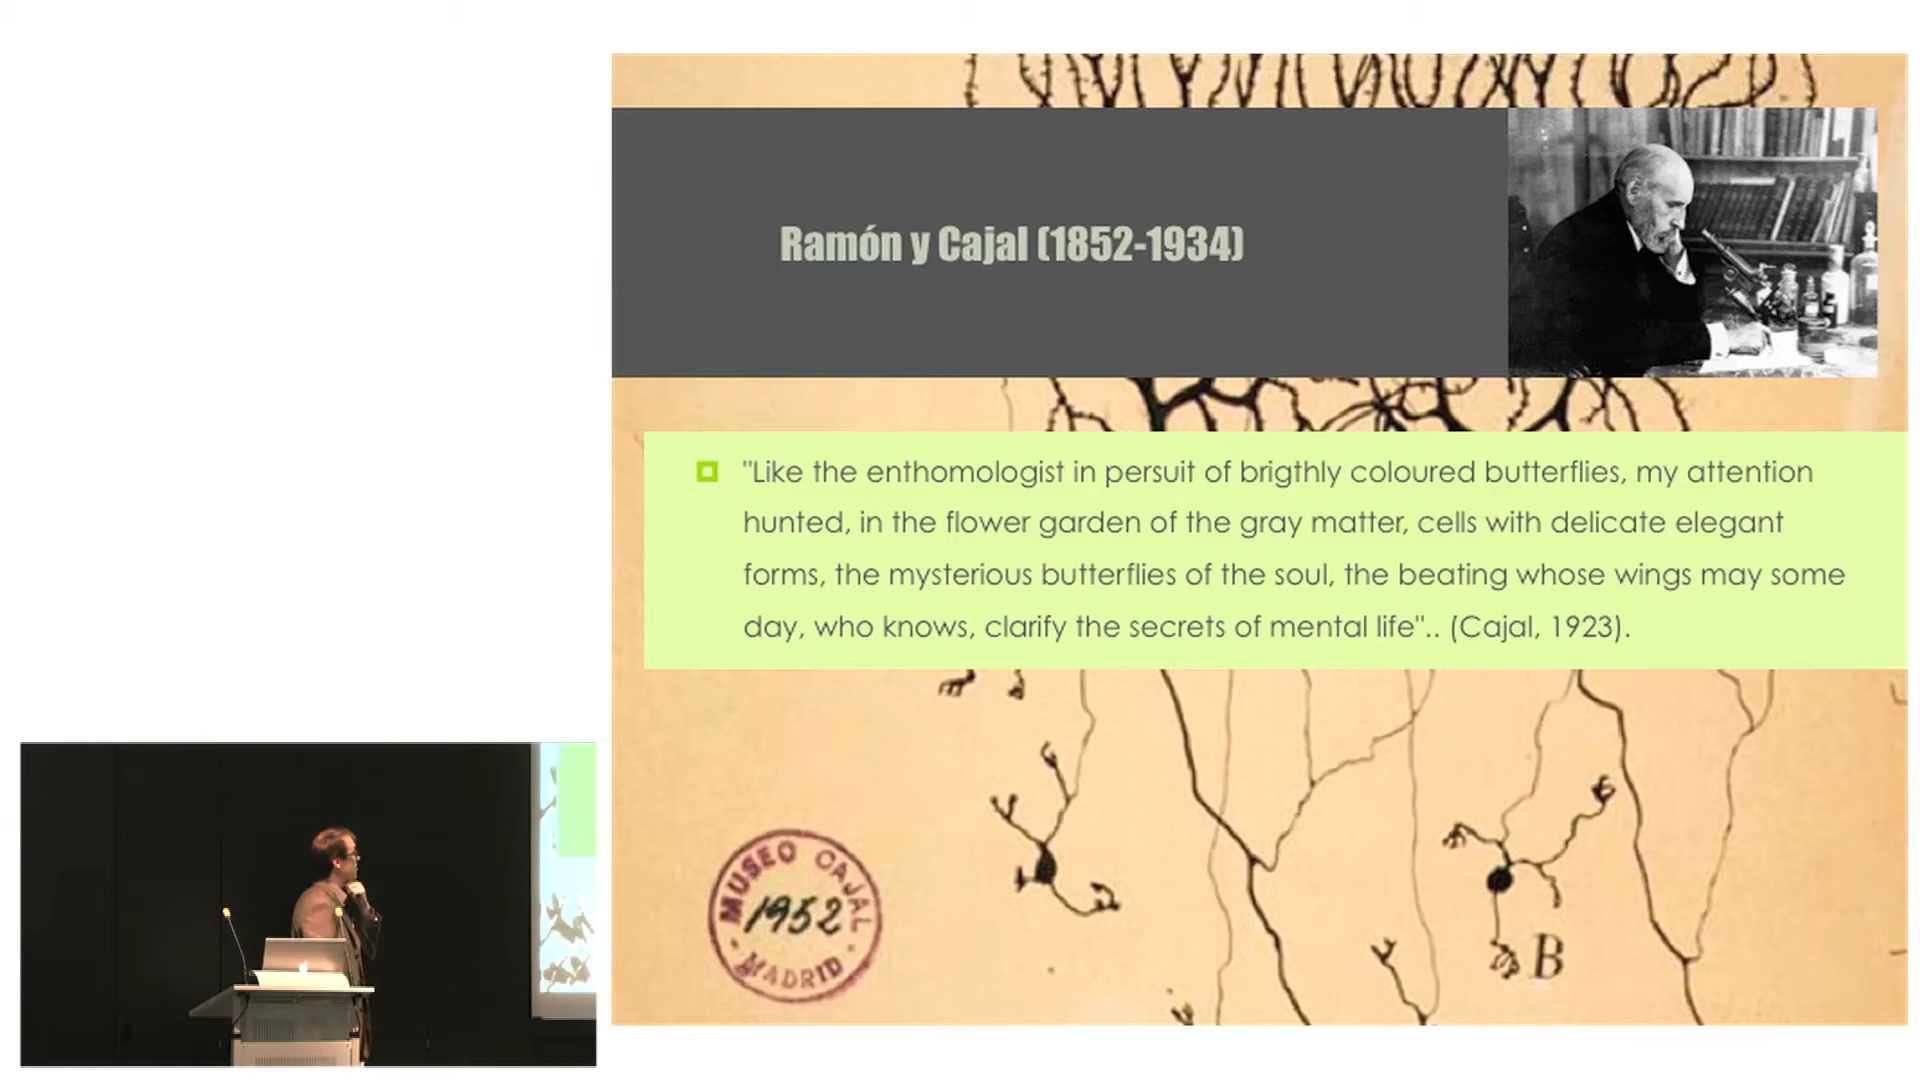 Ramón y Cajal (1852-1934)
"Like the enthomologist in persuit of brigthly coloured butterflies, my attention
hunted, in the flower garden of the gray matter, cells with delicate elegant
forms, the mysterious butterflies of the soul, the beating whose wings may some
day, who knows, clarify the secrets of mental life".. (Cajal, 1923).
MUSEO CAJAL
1952
MADRID
B